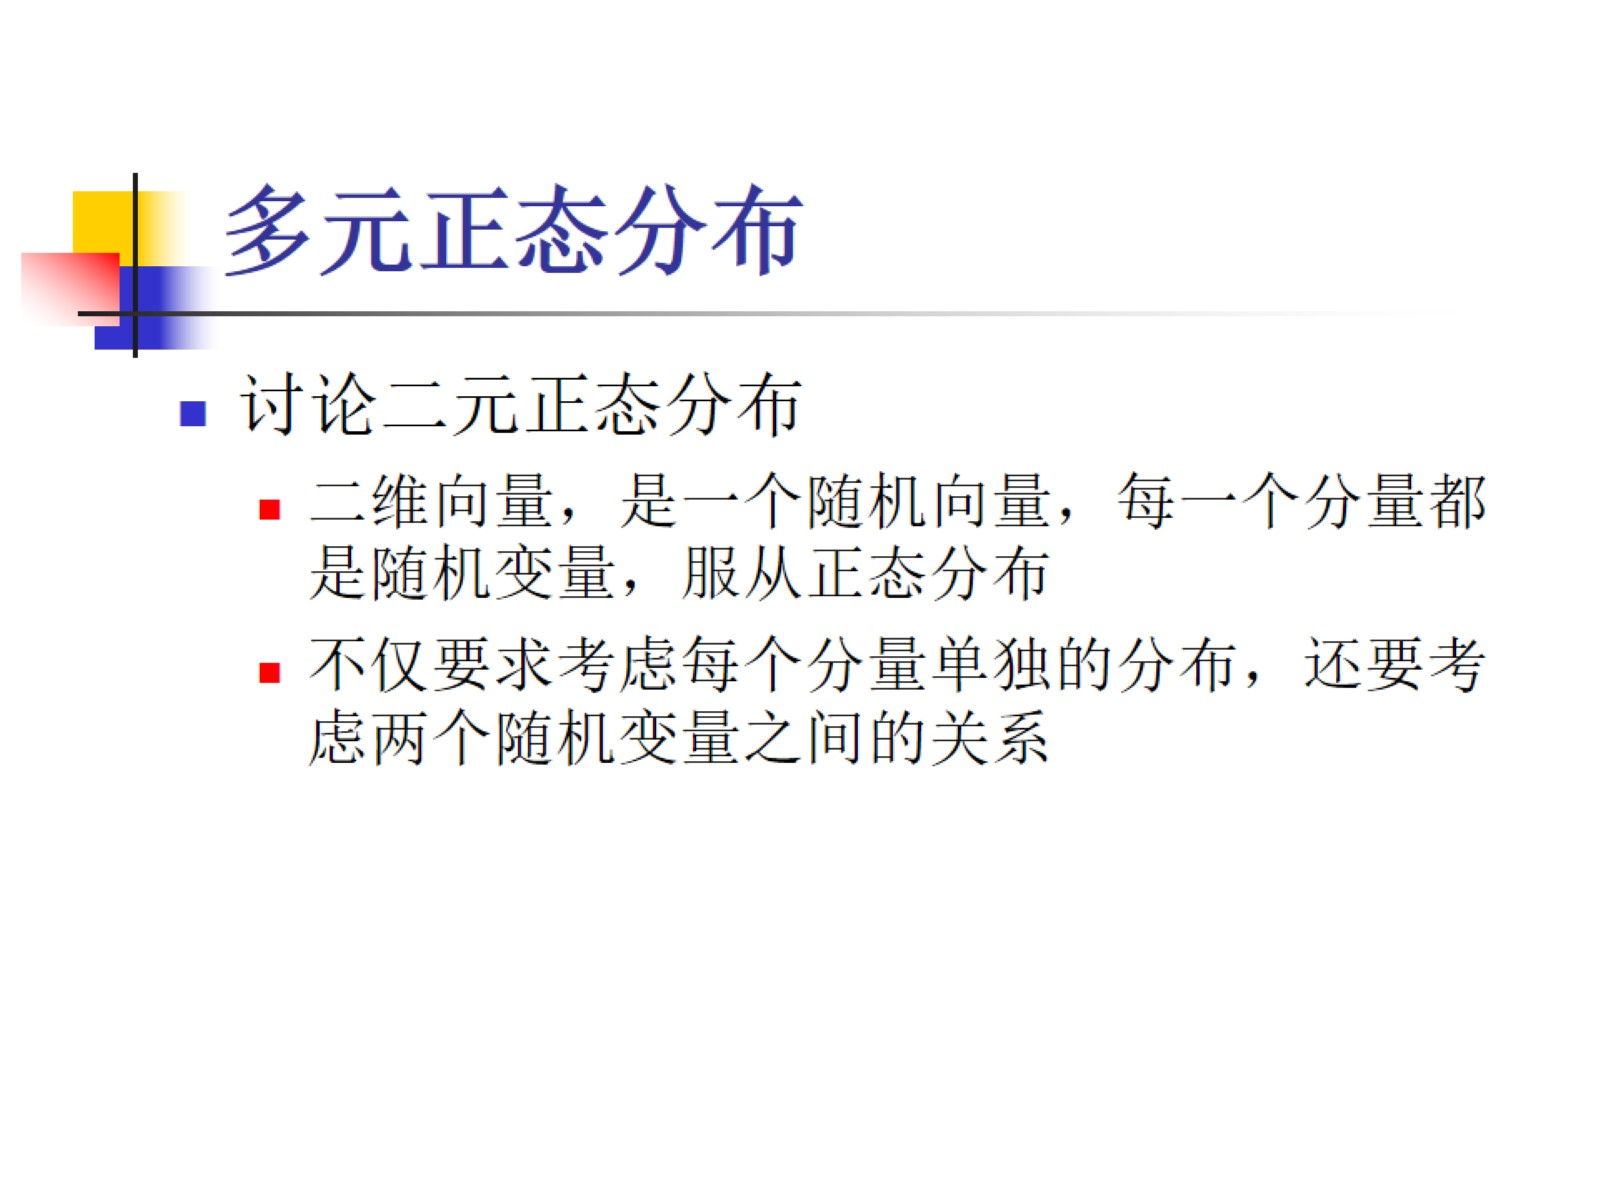 多元正态分布
讨论二元正态分布
二维向量，是一个随机向量，每一个分量都
是随机变量，服从正态分布
不仅要求考虑每个分量单独的分布，还要考
虑两个随机变量之间的关系